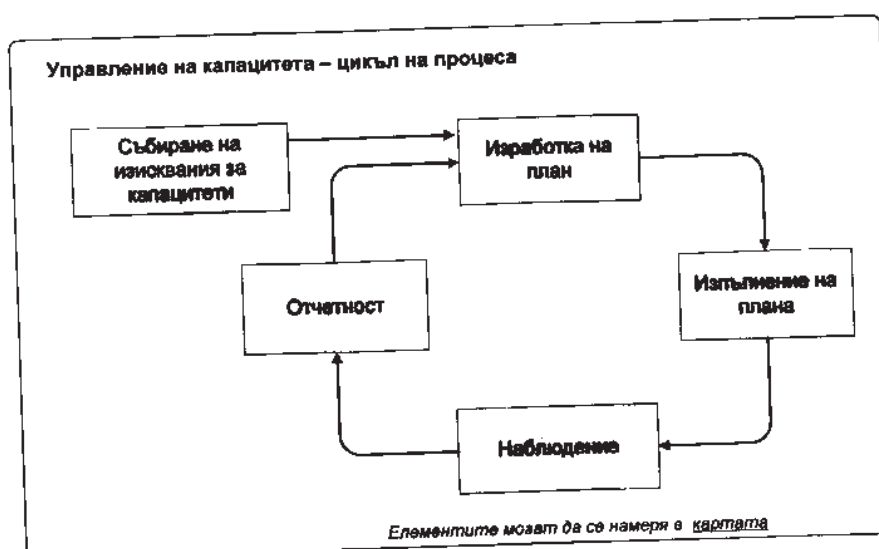 Управление на капацитета – цикъл на процеса
Събиране на
изисквания за
капацитети
Изработка на
план
Отчетност
Изпълнение на
плана
Наблюдение
Елементите могат да се намеря в картата